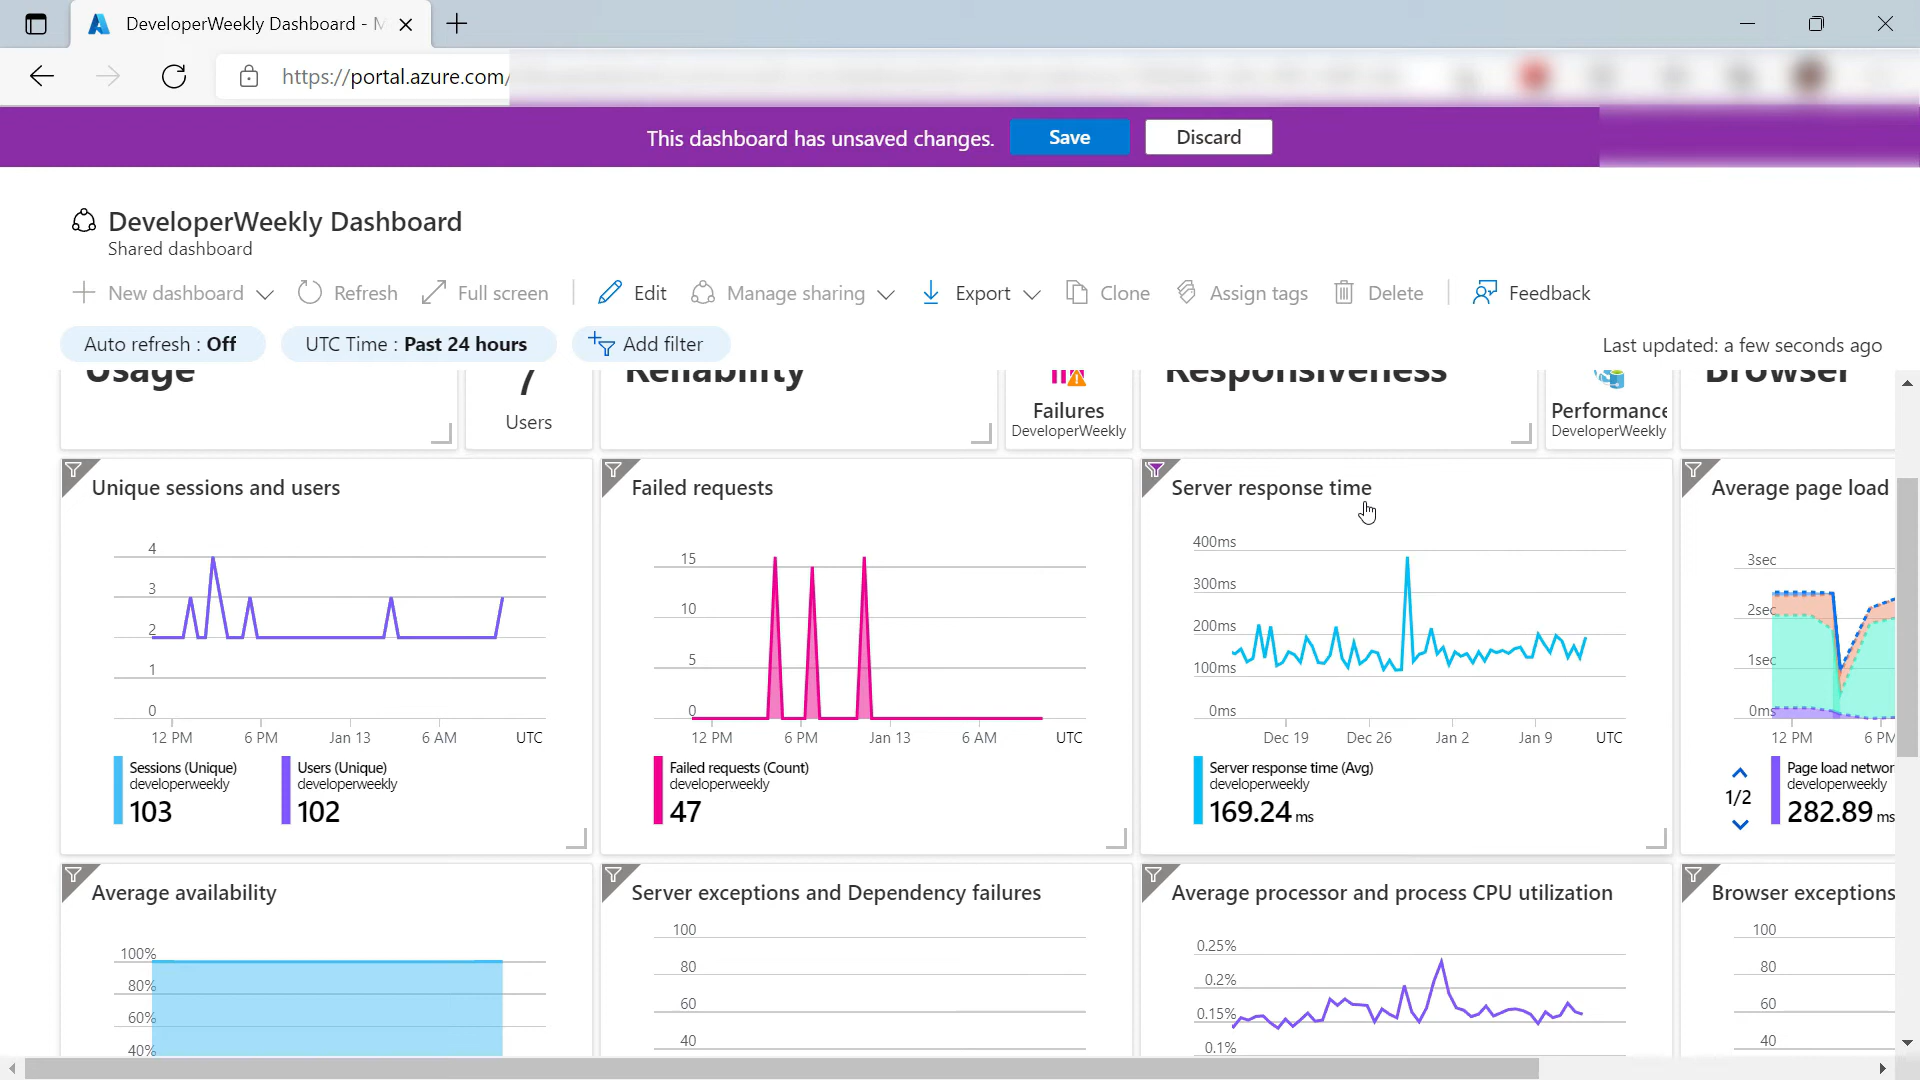 DeveloperWeekly Dashboard - M
https://portal.azure.com/
This dashboard has unsaved changes. Save Discard
DeveloperWeekly Dashboard
Shared dashboard
New dashboard Refresh Full screen Edit Manage sharing Export Clone Assign tags Delete Feedback
Auto refresh : Off UTC Time : Past 24 hours Add filter Last updated: a few seconds ago
Usage 7 Reliability Responsiveness Browser
Users Failures Performance
DeveloperWeekly DeveloperWeekly
Unique sessions and users
4
3
2
1
0
12 PM 6 PM Jan 13 6 AM UTC
Sessions (Unique) Users (Unique)
developerweekly developerweekly
103 102
Failed requests
15
10
5
0
12 PM 6 PM Jan 13 6 AM UTC
Failed requests (Count)
developerweekly
47
Server response time
400ms
300ms
200ms
100ms
0ms
Dec 19 Dec 26 Jan 2 Jan 9 UTC
Server response time (Avg)
developerweekly
169.24 ms
Average page load
3sec
2sec
1sec
0ms
12 PM 6 PM
1/2
Page load networ
developerweekly
282.89 ms
Average availability
100%
80%
60%
40%
Server exceptions and Dependency failures
100
80
60
40
Average processor and process CPU utilization
0.25%
0.2%
0.15%
0.1%
Browser exceptions
100
80
60
40